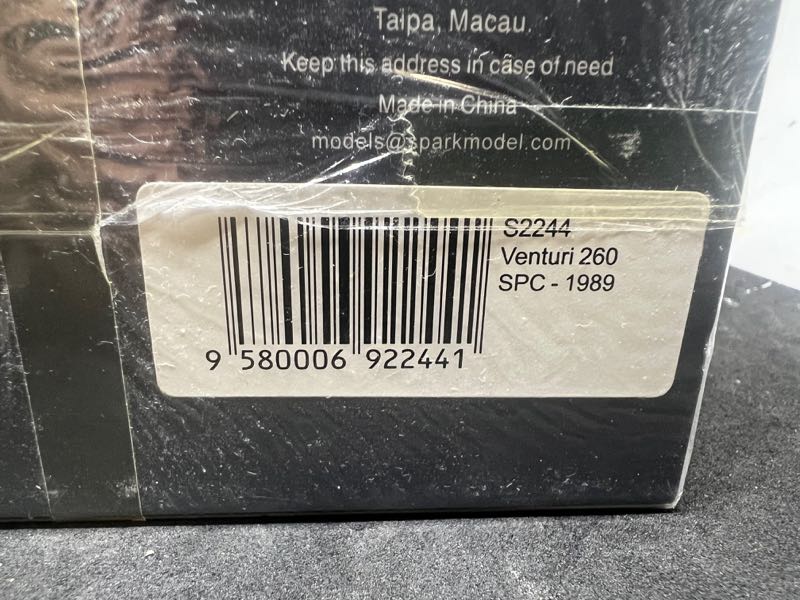 Taipa, Macau.
Keep this address in case of need
Made in China
models@sparkmodel.com
S2244
Venturi 260
SPC - 1989
9 580006 922441